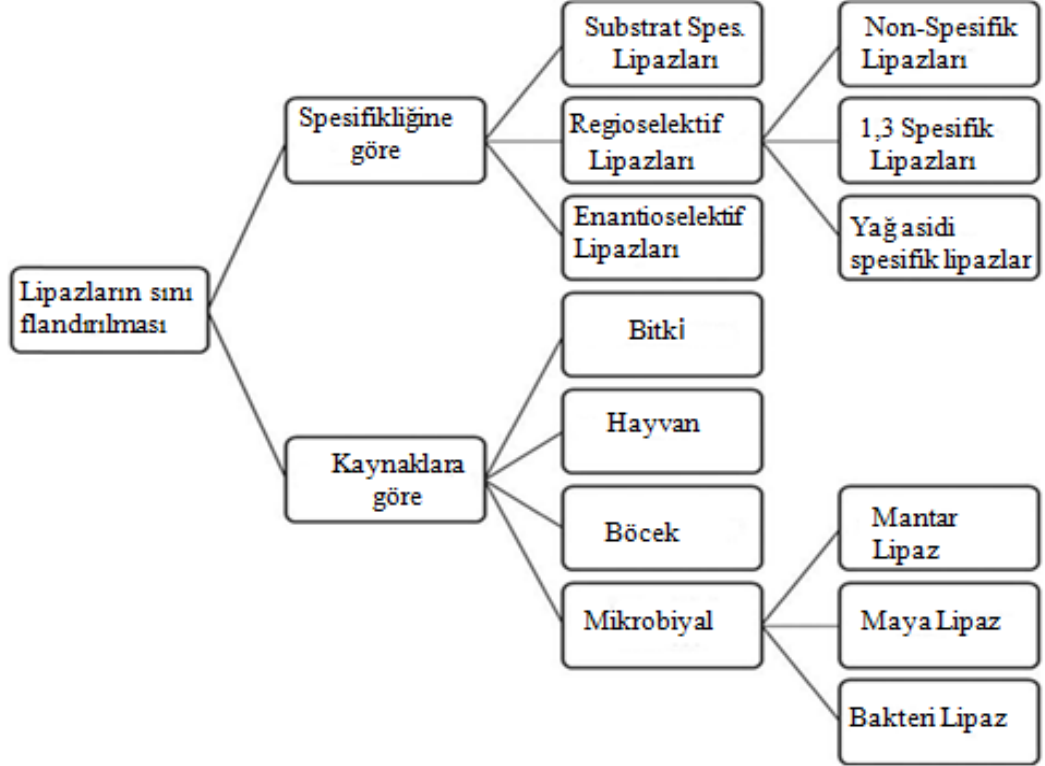 Lipazların sını
flandırılması
Spesifikliğine
göre
Substrat Spes.
Lipazları
Regioselektif
Lipazları
Enantioselektif
Lipazları
Non-Spesifik
Lipazları
1,3 Spesifik
Lipazları
Yağ asidi
spesifik lipazlar
Kaynaklara
göre
Bitki
Hayvan
Böcek
Mikrobiyal
Mantar
Lipaz
Maya Lipaz
Bakteri Lipaz